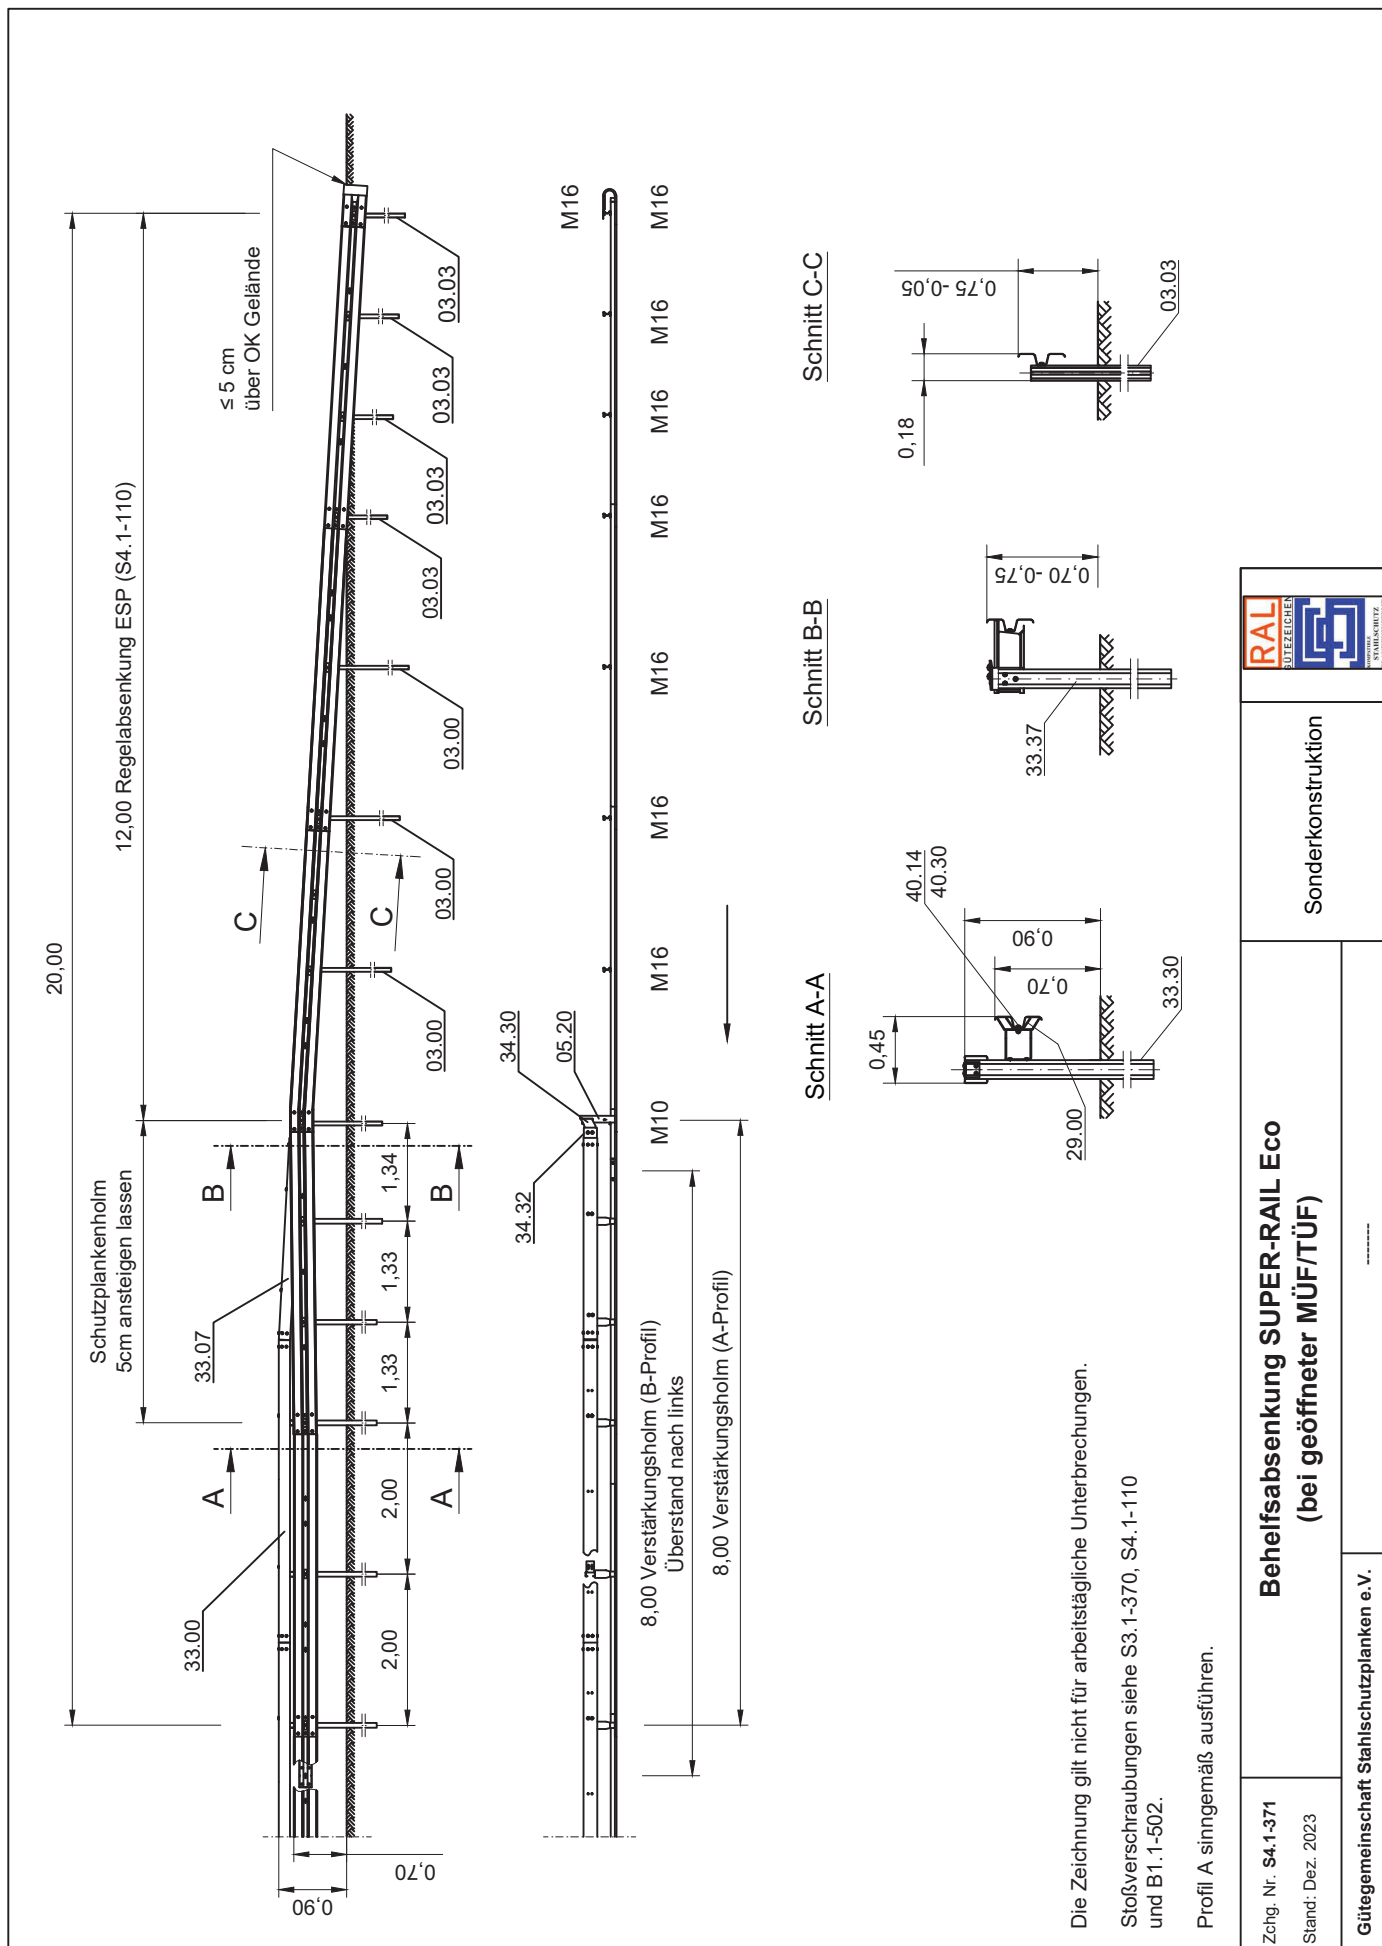 20,00
12,00 Regelabsenkung ESP (S4.1-110)
Schutzplankenholm
5cm ansteigen lassen
≤ 5 cm
über OK Gelände
33.00
33.07
A
A
B
B
C
C
0,90
0,70
2,00
2,00
1,33
1,33
1,34
03.00
03.00
03.00
03.03
03.03
03.03
03.03
34.32
34.30
05.20
M10
M16
M16
M16
M16
M16
M16
M16
M16
8,00 Verstärkungsholm (B-Profil)
Überstand nach links
8,00 Verstärkungsholm (A-Profil)
Schnitt A-A
0,45
40.14
40.30
0,90
0,70
29.00
33.30
Schnitt B-B
33.37
0,70 -0,75
Schnitt C-C
0,18
0,75 -0,05
03.03
Die Zeichnung gilt nicht für arbeitstägliche Unterbrechungen.
Stoßverschraubungen siehe S3.1-370, S4.1-110
und B1.1-502.
Profil A sinngemäß ausführen.
Zchg. Nr. S4.1-371
Stand: Dez. 2023
Behelfsabsenkung SUPER-RAIL Eco
(bei geöffneter MÜF/TÜF)
Sonderkonstruktion
RAL
GÜTEZEICHEN
KOMPATIBLE
STAHLSCHUTZ
Gütegemeinschaft Stahlschutzplanken e.V.
-------